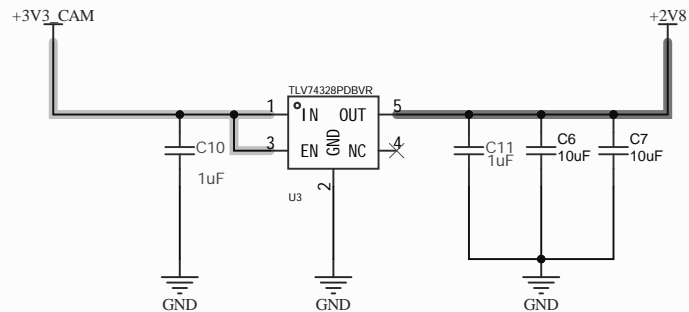 +3V3_CAM
+2V8
TLV74328PDBVR
1 IN OUT 5
3 EN GND NC 4
2
U3
C10
1uF
C11
1uF
C6
10uF
C7
10uF
GND
GND
GND